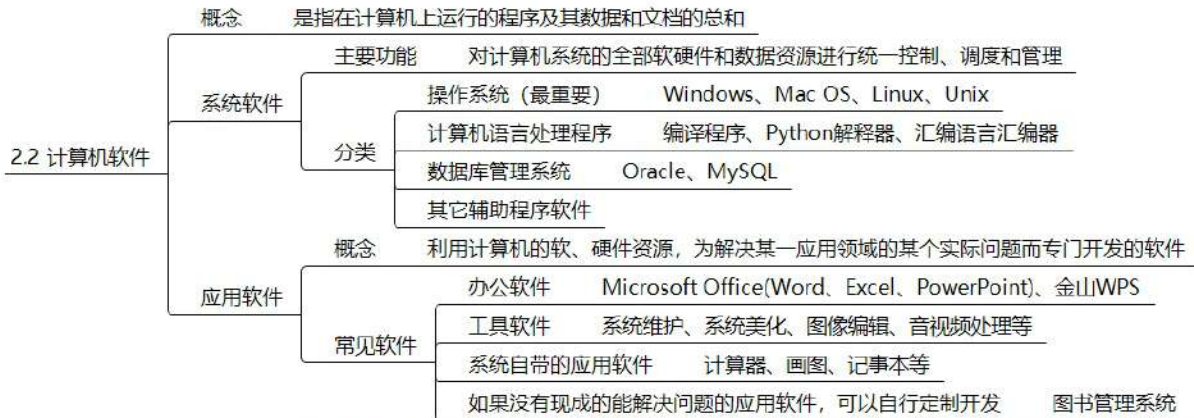 概念 是指在计算机上运行的程序及其数据和文档的总和
主要功能 对计算机系统的全部软硬件和数据资源进行统一控制、调度和管理
系统软件
操作系统（最重要） Windows、Mac OS、Linux、Unix
计算机语言处理程序 编译程序、Python解释器、汇编语言汇编器
2.2 计算机软件
分类
数据库管理系统 Oracle、MySQL
其它辅助程序软件
概念 利用计算机的软、硬件资源，为解决某一应用领域的某个实际问题而专门开发的软件
应用软件
办公软件 Microsoft Office(Word、Excel、PowerPoint)、金山WPS
工具软件 系统维护、系统美化、图像编辑、音视频处理等
常见软件
系统自带的应用软件 计算器、画图、记事本等
如果没有现成的能解决问题的应用软件，可以自行定制开发 图书管理系统